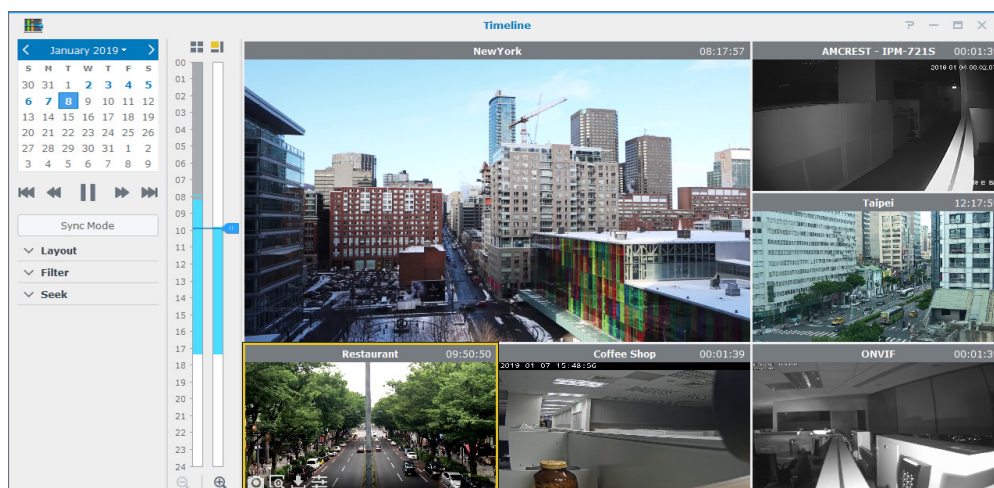 Timeline
January 2019
S M T W T F S
30 31 1 2 3 4 5
6 7 8 9 10 11 12
13 14 15 16 17 18 19
20 21 22 23 24 25 26
27 28 29 30 31 1 2
3 4 5 6 7 8 9
Sync Mode
Layout
Filter
Seek
00
01
02
03
04
05
06
07
08
09
10
11
12
13
14
15
16
17
18
19
20
21
22
23
24
NewYork 08:17:57
AMCREST - IPM-721S 00:01:39
Taipei 12:17:59
Restaurant 09:50:50
Coffee Shop 00:01:39
2019 01 07 15:48:56
ONVIF 00:01:39